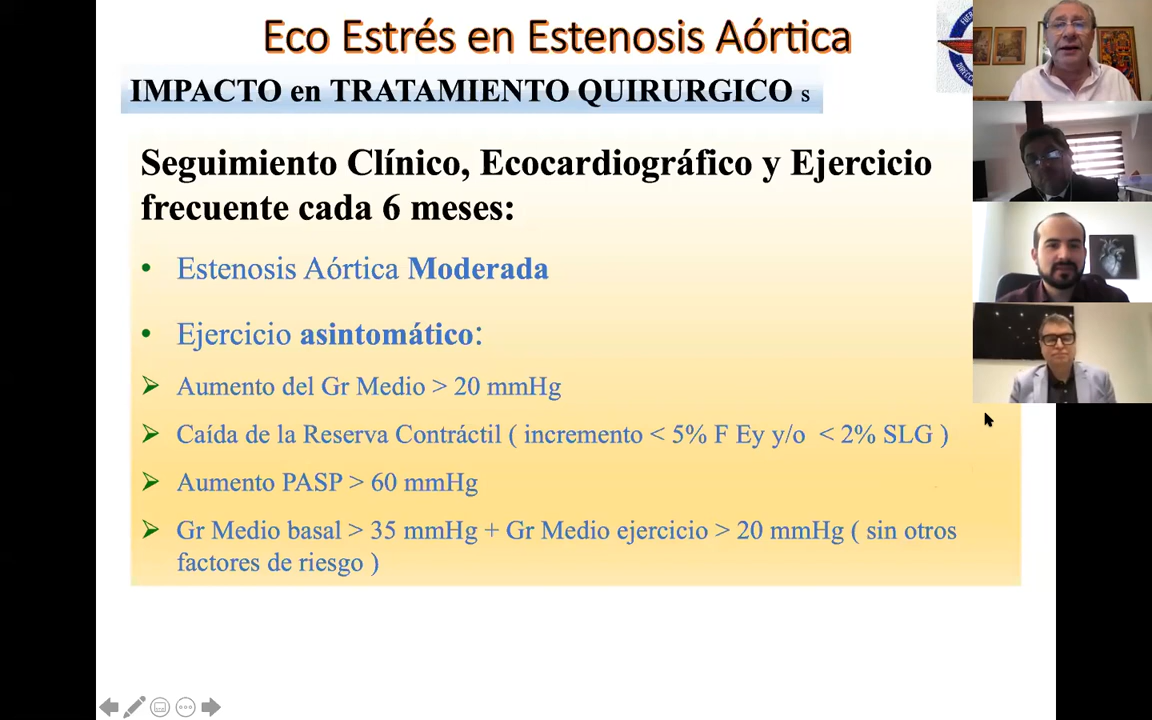 Eco Estrés en Estenosis Aórtica
IMPACTO en TRATAMIENTO QUIRURGICO s
Seguimiento Clínico, Ecocardiográfico y Ejercicio
frecuente cada 6 meses:
• Estenosis Aórtica Moderada
• Ejercicio asintomático:
➢ Aumento del Gr Medio > 20 mmHg
➢ Caída de la Reserva Contráctil ( incremento < 5% F Ey y/o < 2% SLG )
➢ Aumento PASP > 60 mmHg
➢ Gr Medio basal > 35 mmHg + Gr Medio ejercicio > 20 mmHg ( sin otros
factores de riesgo )